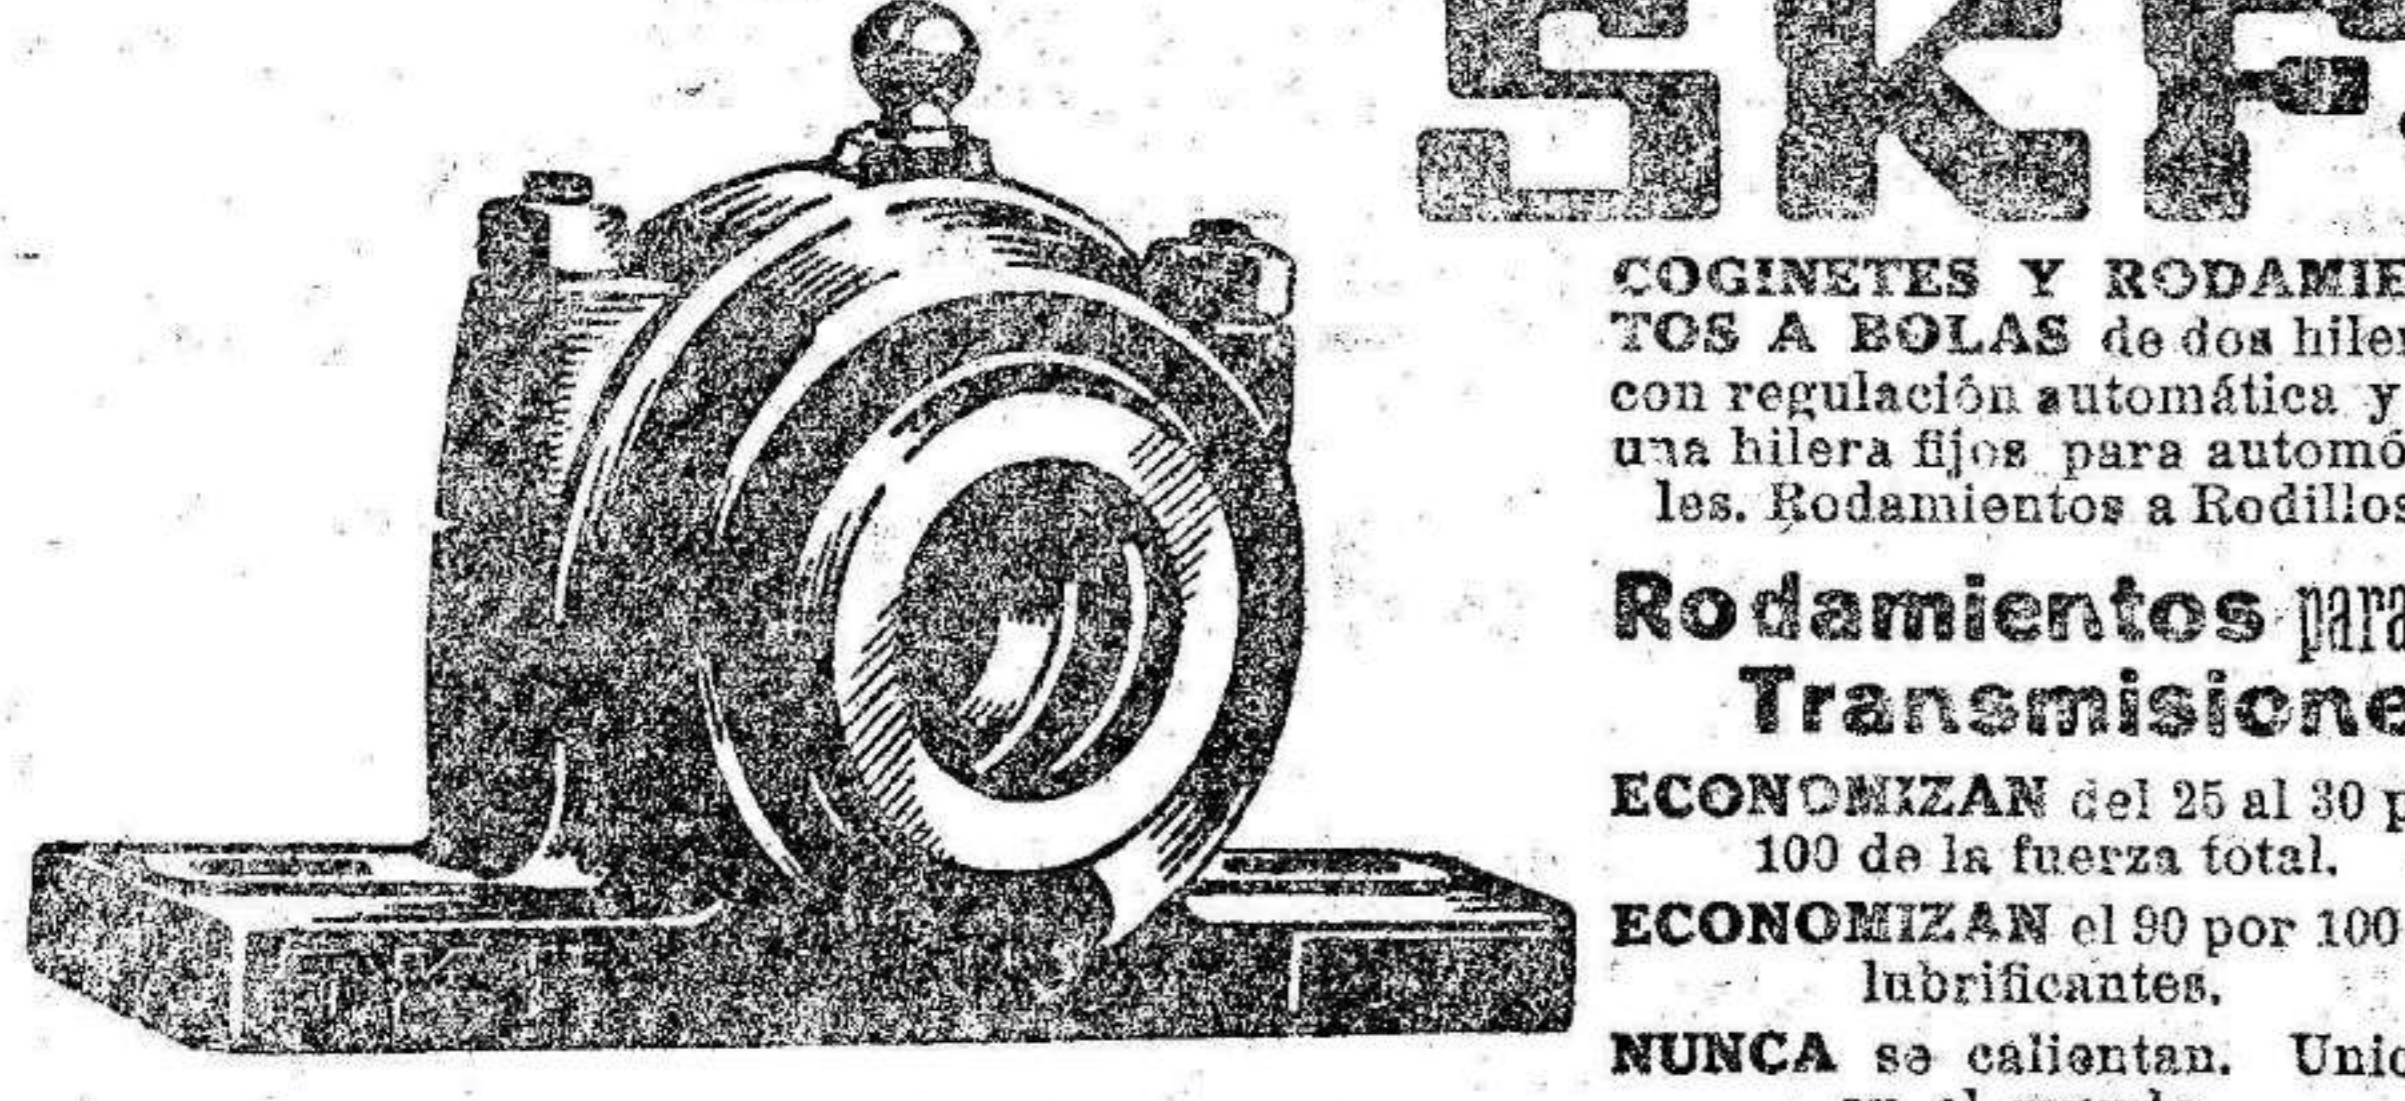 SKF
COGINETES Y RODAMIE
TOS A BOLAS de dos hiler
con regulación automática y
una hilera fijos para automó
les. Rodamientos a Rodillos
Rodamientos para
Transmisione
ECONOMIZAN del 25 al 30 p
100 de la fuerza total.
ECONOMIZAN el 90 por 100
lubrificantes.
NUNCA se calientan. Unic